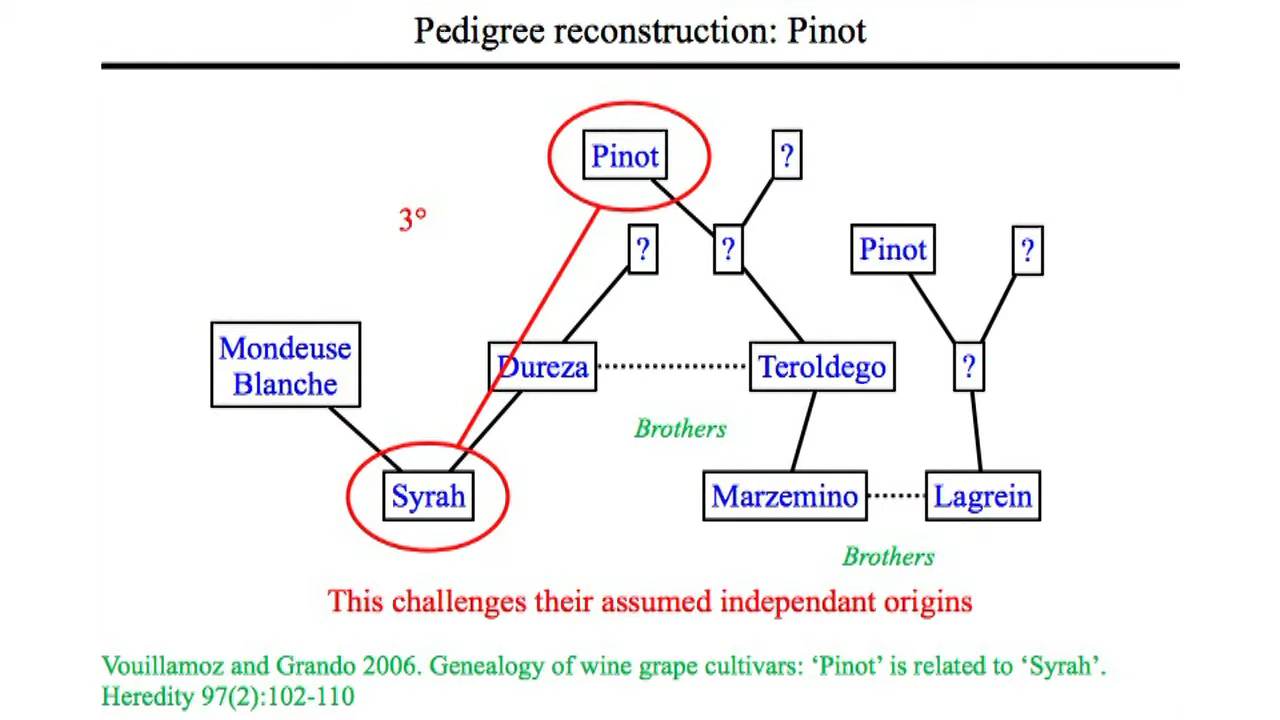 Pedigree reconstruction: Pinot
Pinot
?
3°
?
?
Pinot
?
Mondeuse
Blanche
Dureza
Teroldego
?
Brothers
Syrah
Marzemino
Lagrein
Brothers
This challenges their assumed independant origins
Vouillamoz and Grando 2006. Genealogy of wine grape cultivars: ‘Pinot’ is related to ‘Syrah’.
Heredity 97(2):102-110